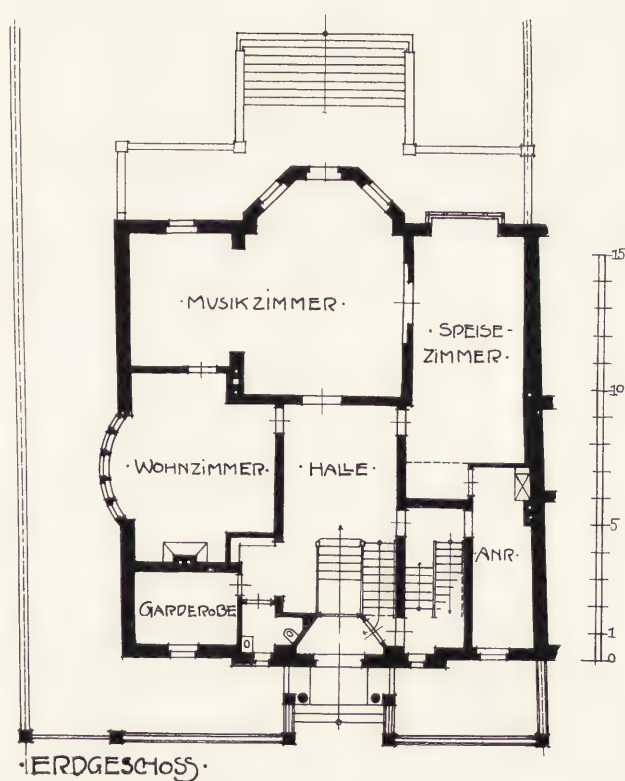 15
·MUSIKZIMMER·
·SPEISE-
ZIMMER·
10
·WOHNZIMMER·
·HALLE·
5
ANR·
GARDEROBE
1
0
·ERDGESCHOSS·